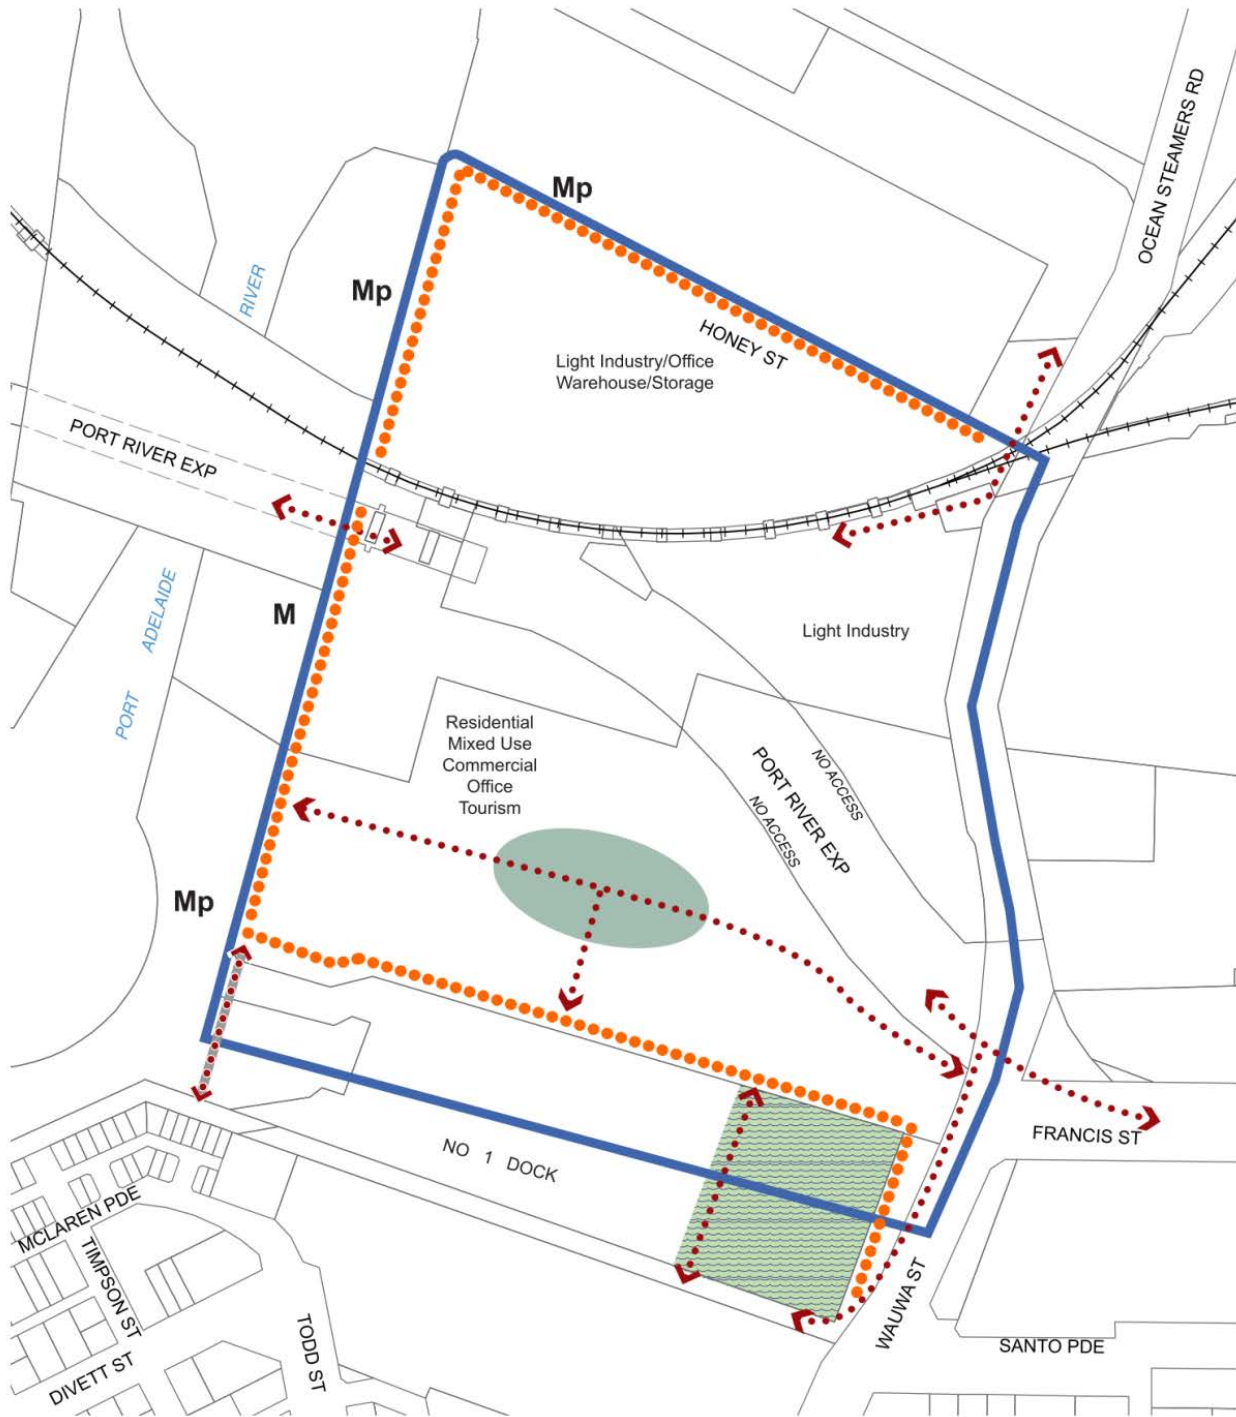 OCEAN STEAMERS RD
Mp
Mp
RIVER
HONEY ST
Light Industry/Office
Warehouse/Storage
PORT RIVER EXP
M
ADELAIDE
PORT
Light Industry
Residential
Mixed Use
Commercial
Office
Tourism
NO ACCESS
PORT RIVER EXP
NO ACCESS
Mp
FRANCIS ST
NO 1 DOCK
MCLAREN PDE
TIMPSON ST
DIVETT ST
TODD ST
WAUWA ST
SANTO PDE